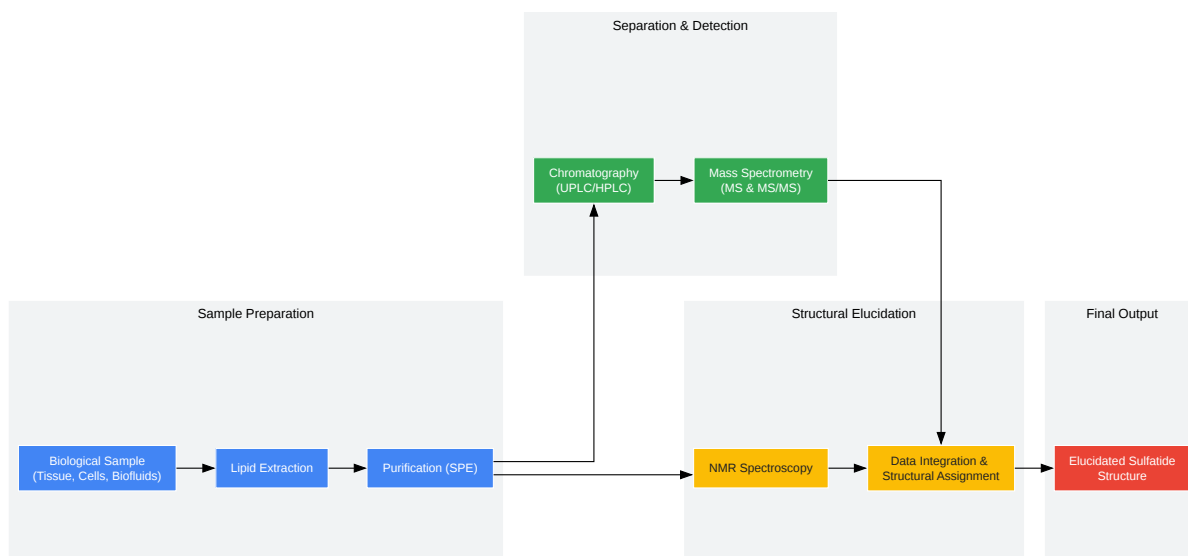 Separation & Detection
Chromatography
(UPLC/HPLC)
Mass Spectrometry
(MS & MS/MS)
Sample Preparation
Biological Sample
(Tissue, Cells, Biofluids)
Lipid Extraction
Purification (SPE)
Structural Elucidation
NMR Spectroscopy
Data Integration &
Structural Assignment
Final Output
Elucidated Sulfatide
Structure